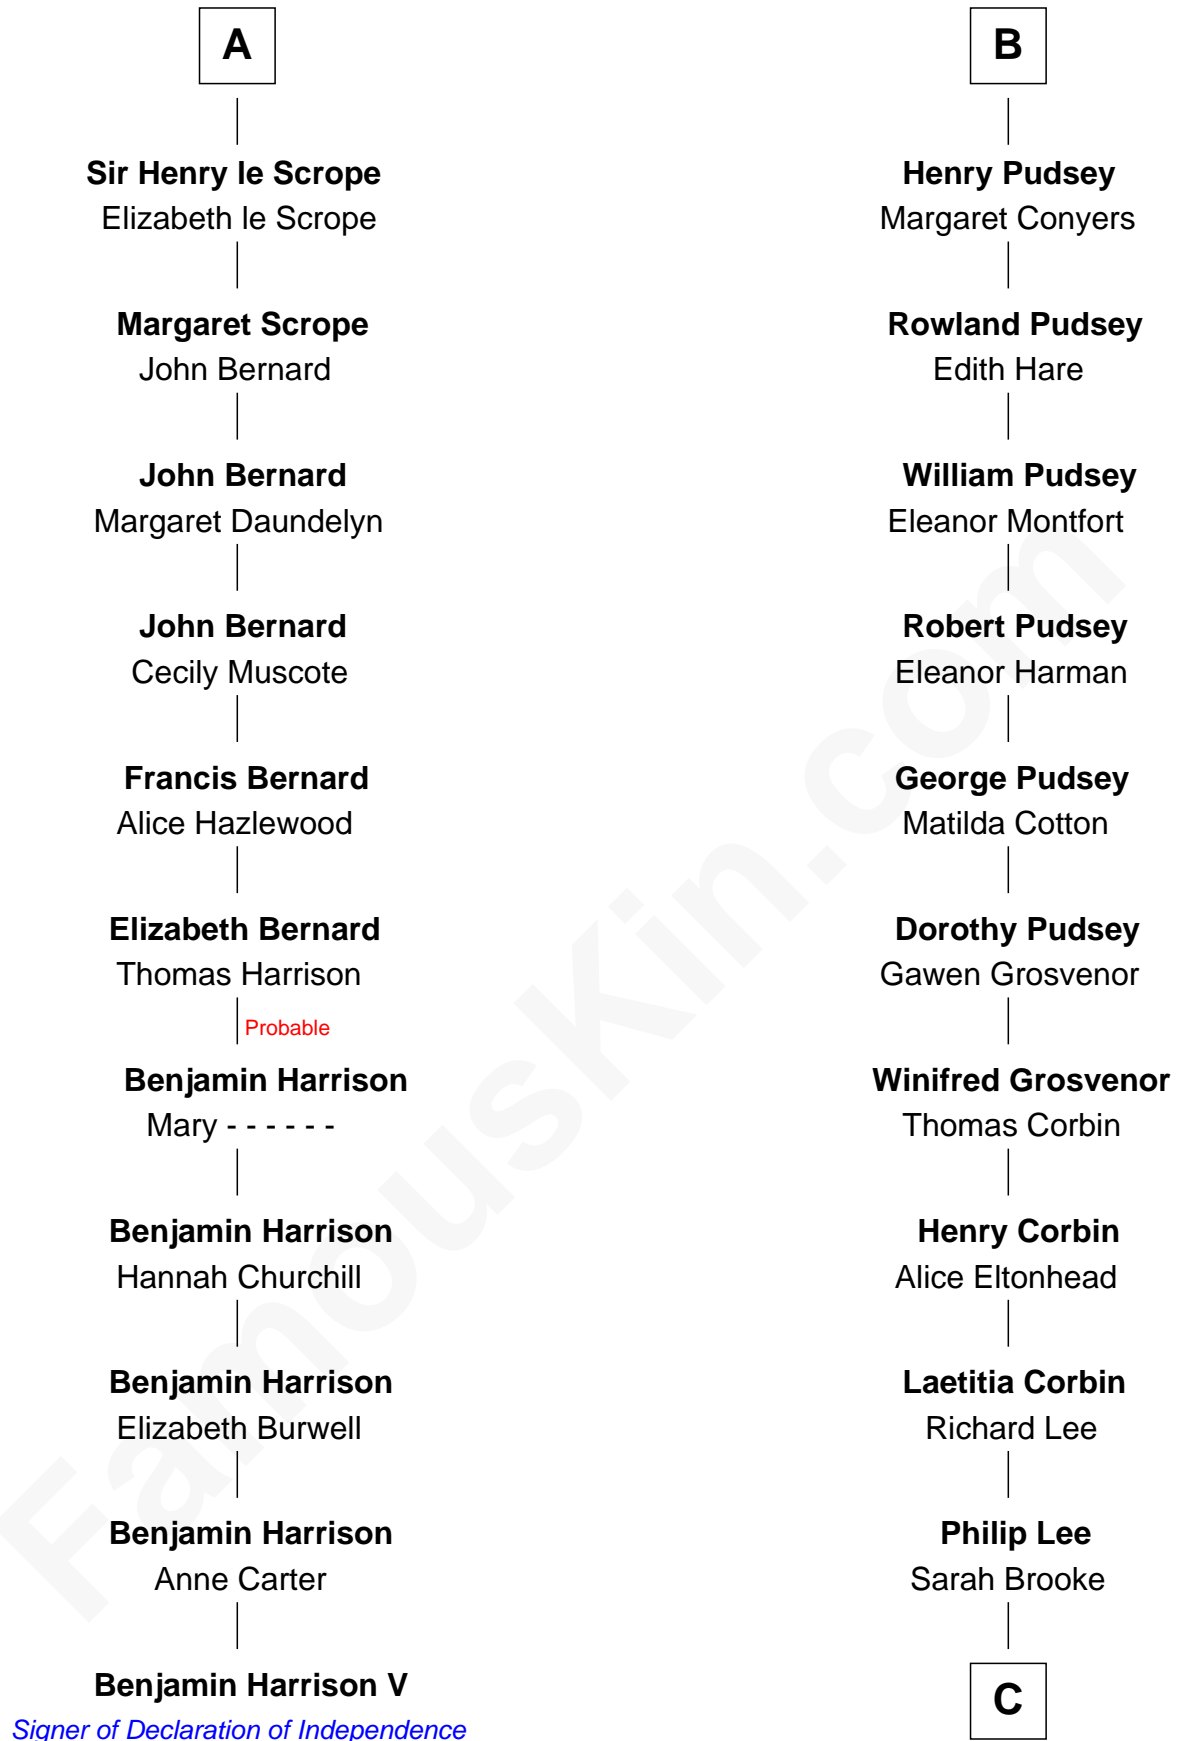 A
Sir Henry le Scrope
Elizabeth le Scrope
Margaret Scrope
John Bernard
John Bernard
Margaret Daundelyn
John Bernard
Cecily Muscote
Francis Bernard
Alice Hazlewood
Elizabeth Bernard
Thomas Harrison
Probable
Benjamin Harrison
Mary - - - - - -
Benjamin Harrison
Hannah Churchill
Benjamin Harrison
Elizabeth Burwell
Benjamin Harrison
Anne Carter
Benjamin Harrison V
Signer of Declaration of Independence
B
Henry Pudsey
Margaret Conyers
Rowland Pudsey
Edith Hare
William Pudsey
Eleanor Montfort
Robert Pudsey
Eleanor Harman
George Pudsey
Matilda Cotton
Dorothy Pudsey
Gawen Grosvenor
Winifred Grosvenor
Thomas Corbin
Henry Corbin
Alice Eltonhead
Laetitia Corbin
Richard Lee
Philip Lee
Sarah Brooke
C
FamousKin.com